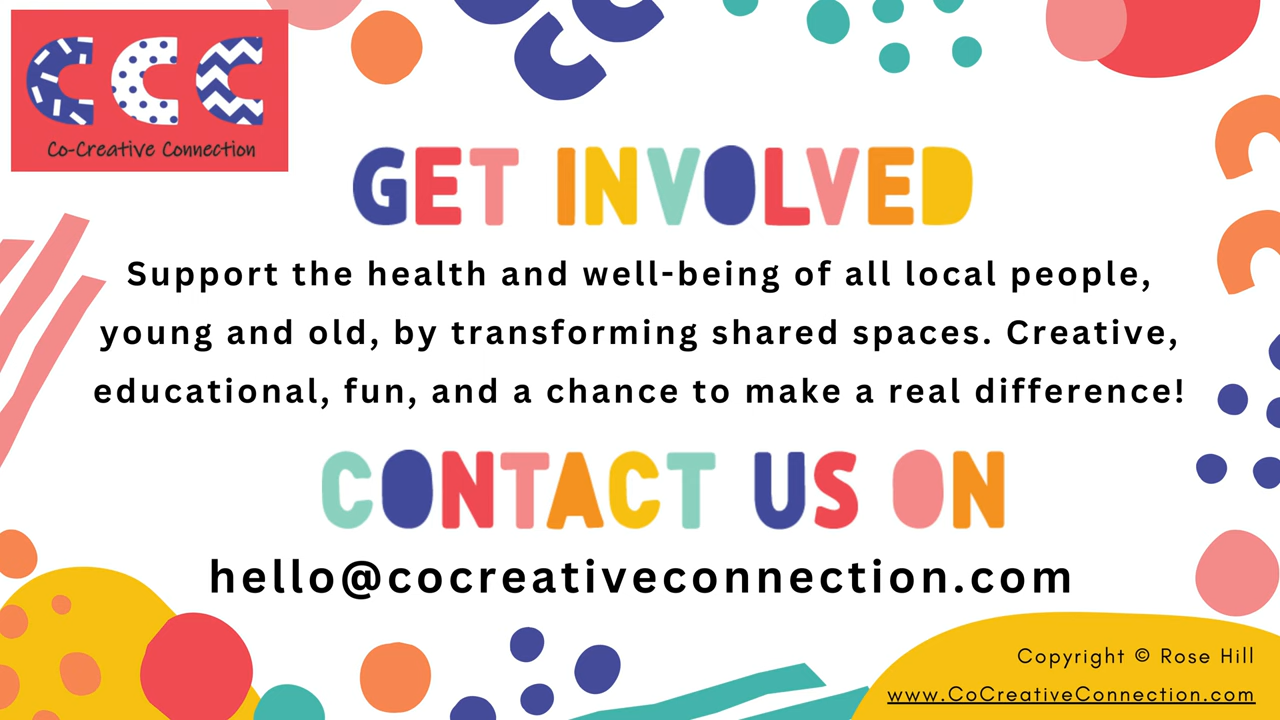 CCC
Co-Creative Connection
GET INVOLVED
Support the health and well-being of all local people,
young and old, by transforming shared spaces. Creative,
educational, fun, and a chance to make a real difference!
CONTACT US ON
hello@cocreativeconnection.com
Copyright © Rose Hill
www.CoCreativeConnection.com